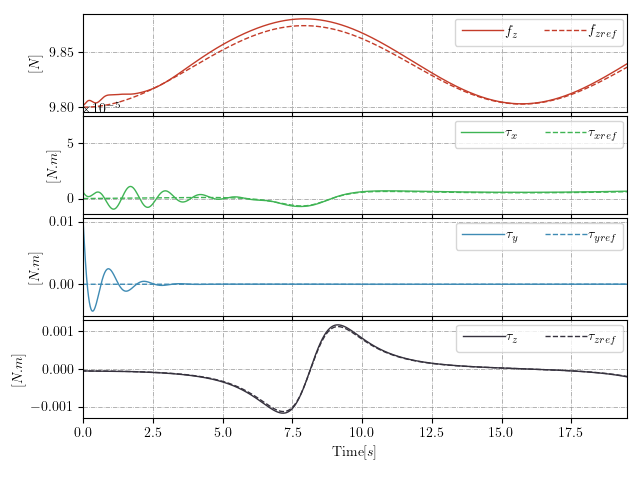 f_z f_zref
9.85
[N]
9.80
×10⁻⁵
τ_x τ_xref
5
[N.m]
0
0.01
τ_y τ_yref
[N.m]
0.00
0.001
τ_z τ_zref
[N.m]
0.000
−0.001
0.0 2.5 5.0 7.5 10.0 12.5 15.0 17.5
Time[s]